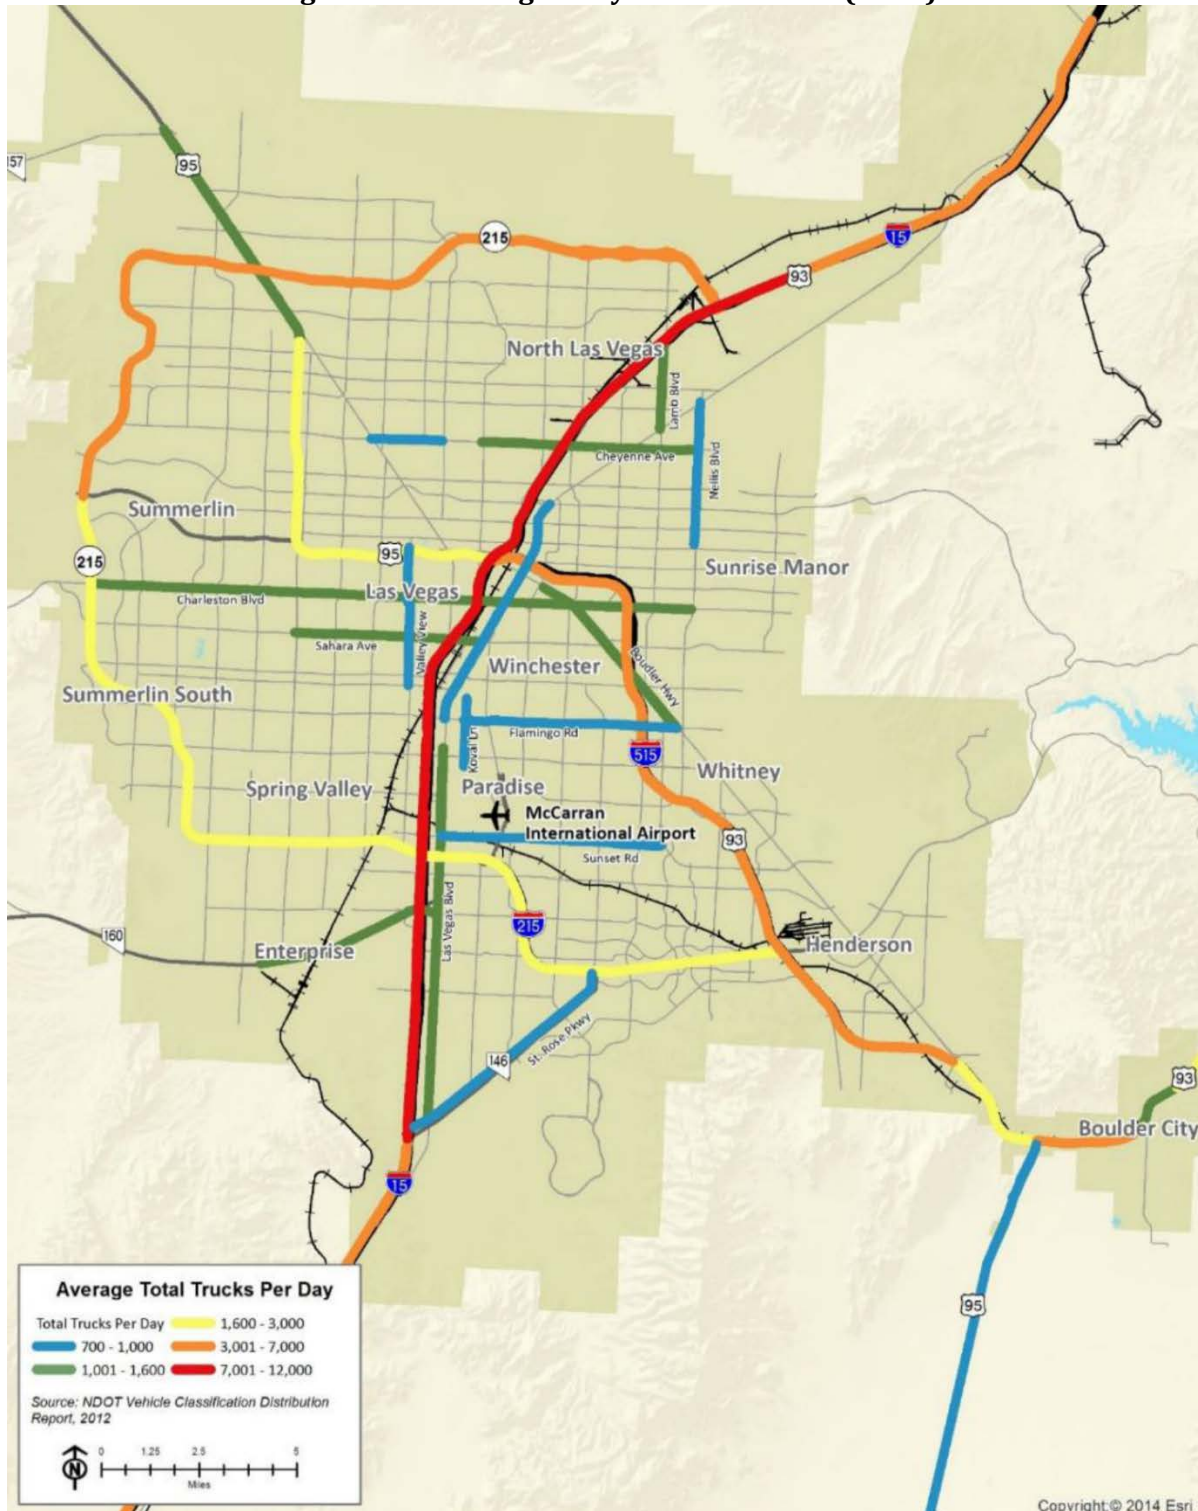 95
57
215
15
93
North Las Vegas
Lamb Blvd
Cheyenne Ave
Nellis Blvd
Summerlin
95
Sunrise Manor
215
Las Vegas
Charleston Blvd
Sahara Ave
Valley View
Winchester
Boudler Hwy
Summerlin South
Flamingo Rd
Koval Ln
515
Whitney
Spring Valley
Paradise
McCarran
International Airport
93
Sunset Rd
Las Vegas Blvd
215
160
Enterprise
Henderson
St. Rose Pkwy
146
93
Boulder City
15
95
Average Total Trucks Per Day
Total Trucks Per Day
1,600 - 3,000
700 - 1,000
3,001 - 7,000
1,001 - 1,600
7,001 - 12,000
Source: NDOT Vehicle Classification Distribution
Report, 2012
N
0 1.25 2.5 5
Miles
Copyright:© 2014 Esri